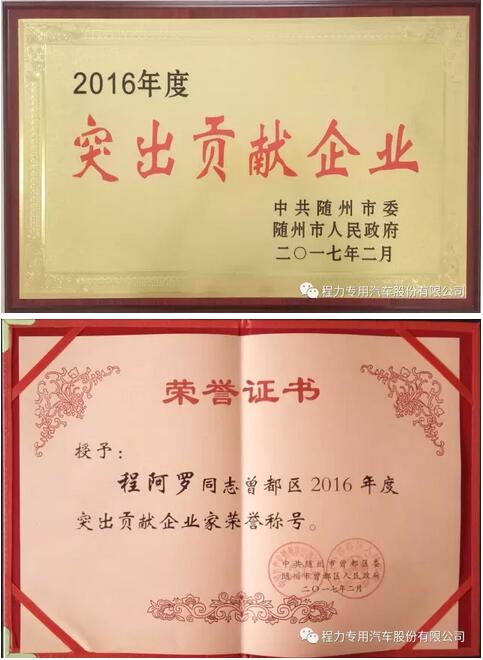 2016年度
突出贡献企业
中共随州市委
随州市人民政府
二〇一七年二月
程力专用汽车股份有限公司
荣誉证书
授予：
程阿罗同志曾都区2016年度
突出贡献企业家荣誉称号。
中共随州市曾都区委
随州市曾都区人民政府
二〇一七年二月
程力专用汽车股份有限公司